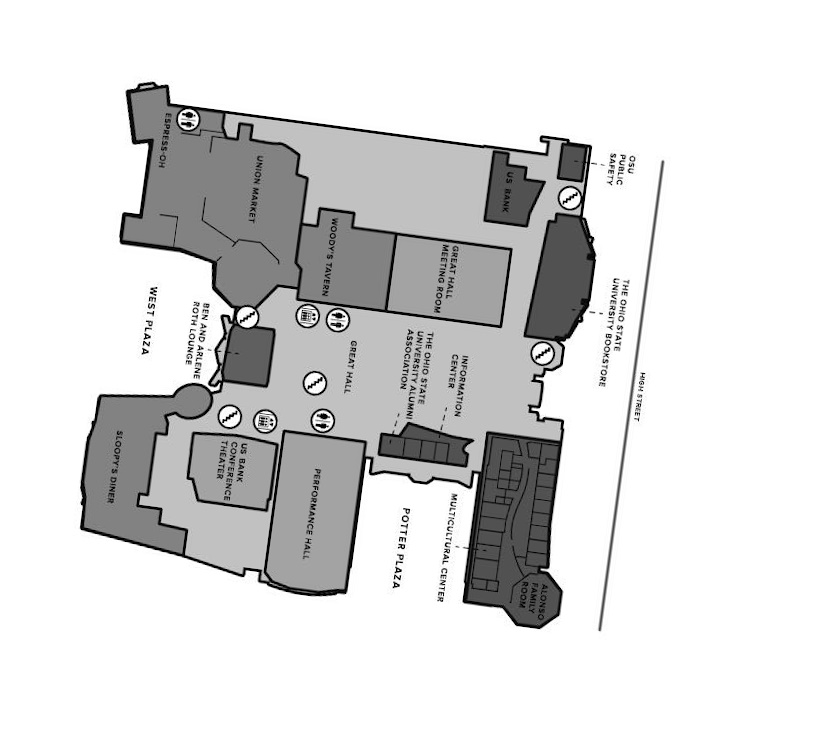 ESPRESS-OH
UNION MARKET
US BANK
OSU
PUBLIC
SAFETY
WOODY'S TAVERN
GREAT HALL
MEETING ROOM
THE OHIO STATE
UNIVERSITY BOOKSTORE
WEST PLAZA
BEN AND ARLENE
ROTH LOUNGE
GREAT HALL
THE OHIO STATE
UNIVERSITY ALUMNI
ASSOCIATION
INFORMATION
CENTER
HIGH STREET
SLOOPY'S DINER
US BANK
CONFERENCE
THEATER
PERFORMANCE HALL
POTTER PLAZA
MULTICULTURAL CENTER
ALONSO
FAMILY
ROOM